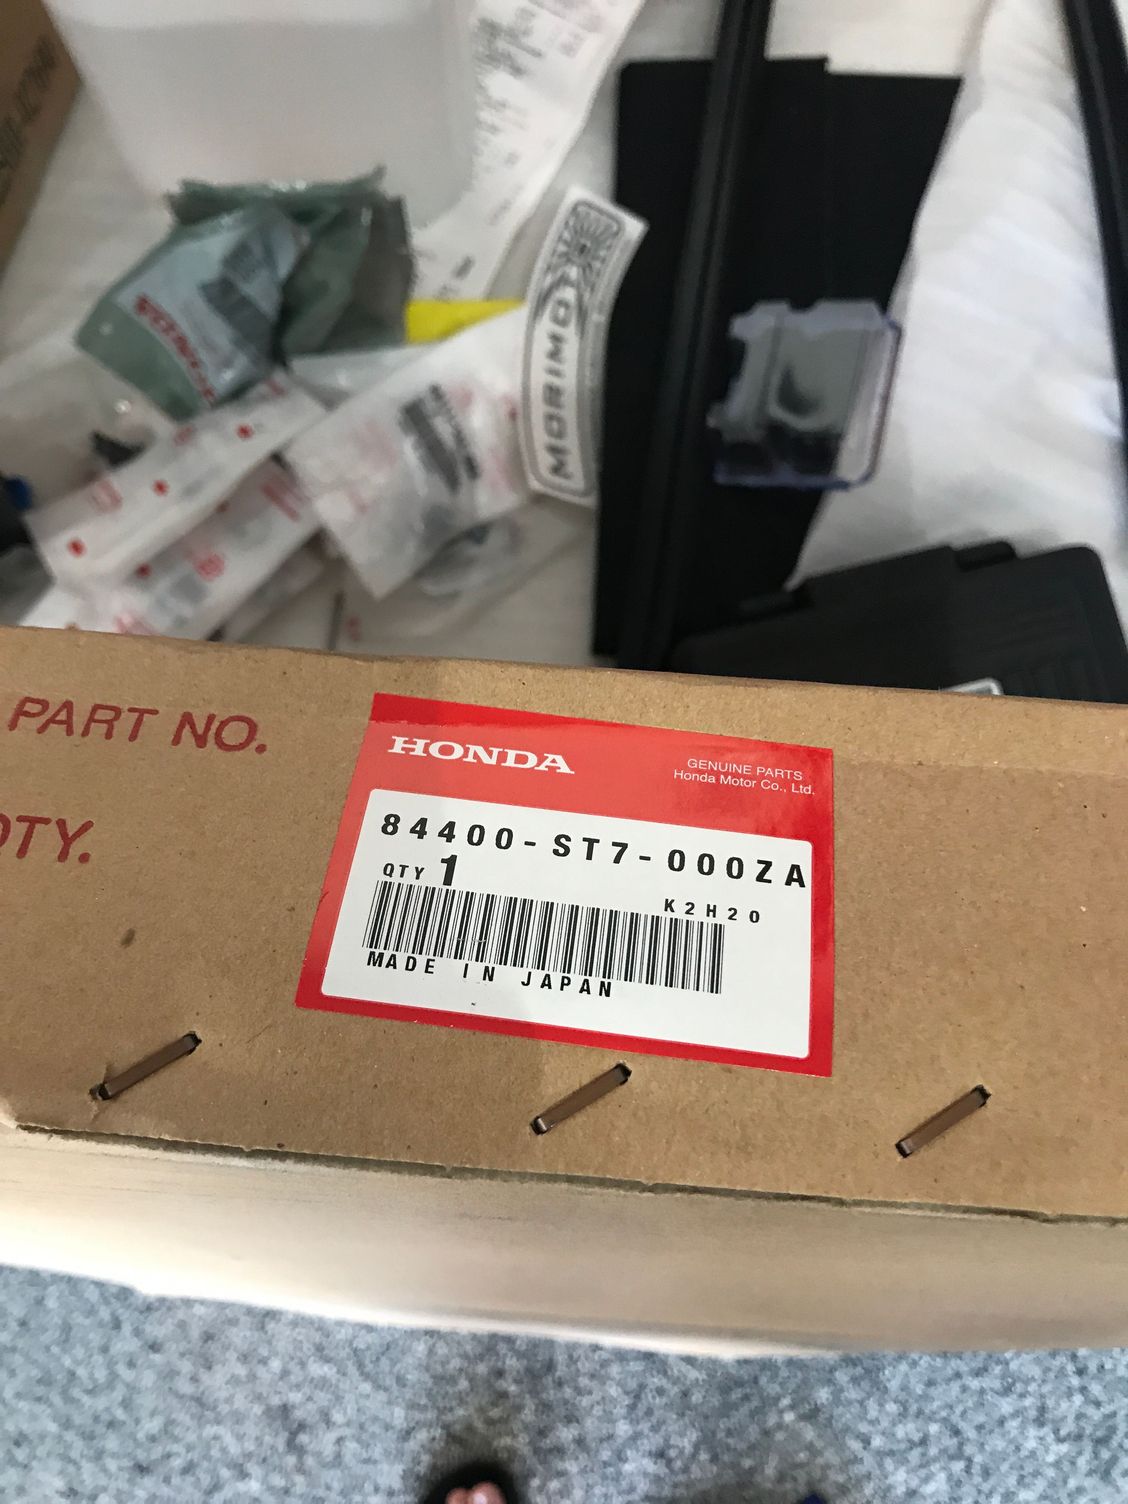 MORIMOTO
PART NO.
QTY.
HONDA
GENUINE PARTS
Honda Motor Co., Ltd.
84400-ST7-000ZA
QTY 1
K2H20
MADE IN JAPAN